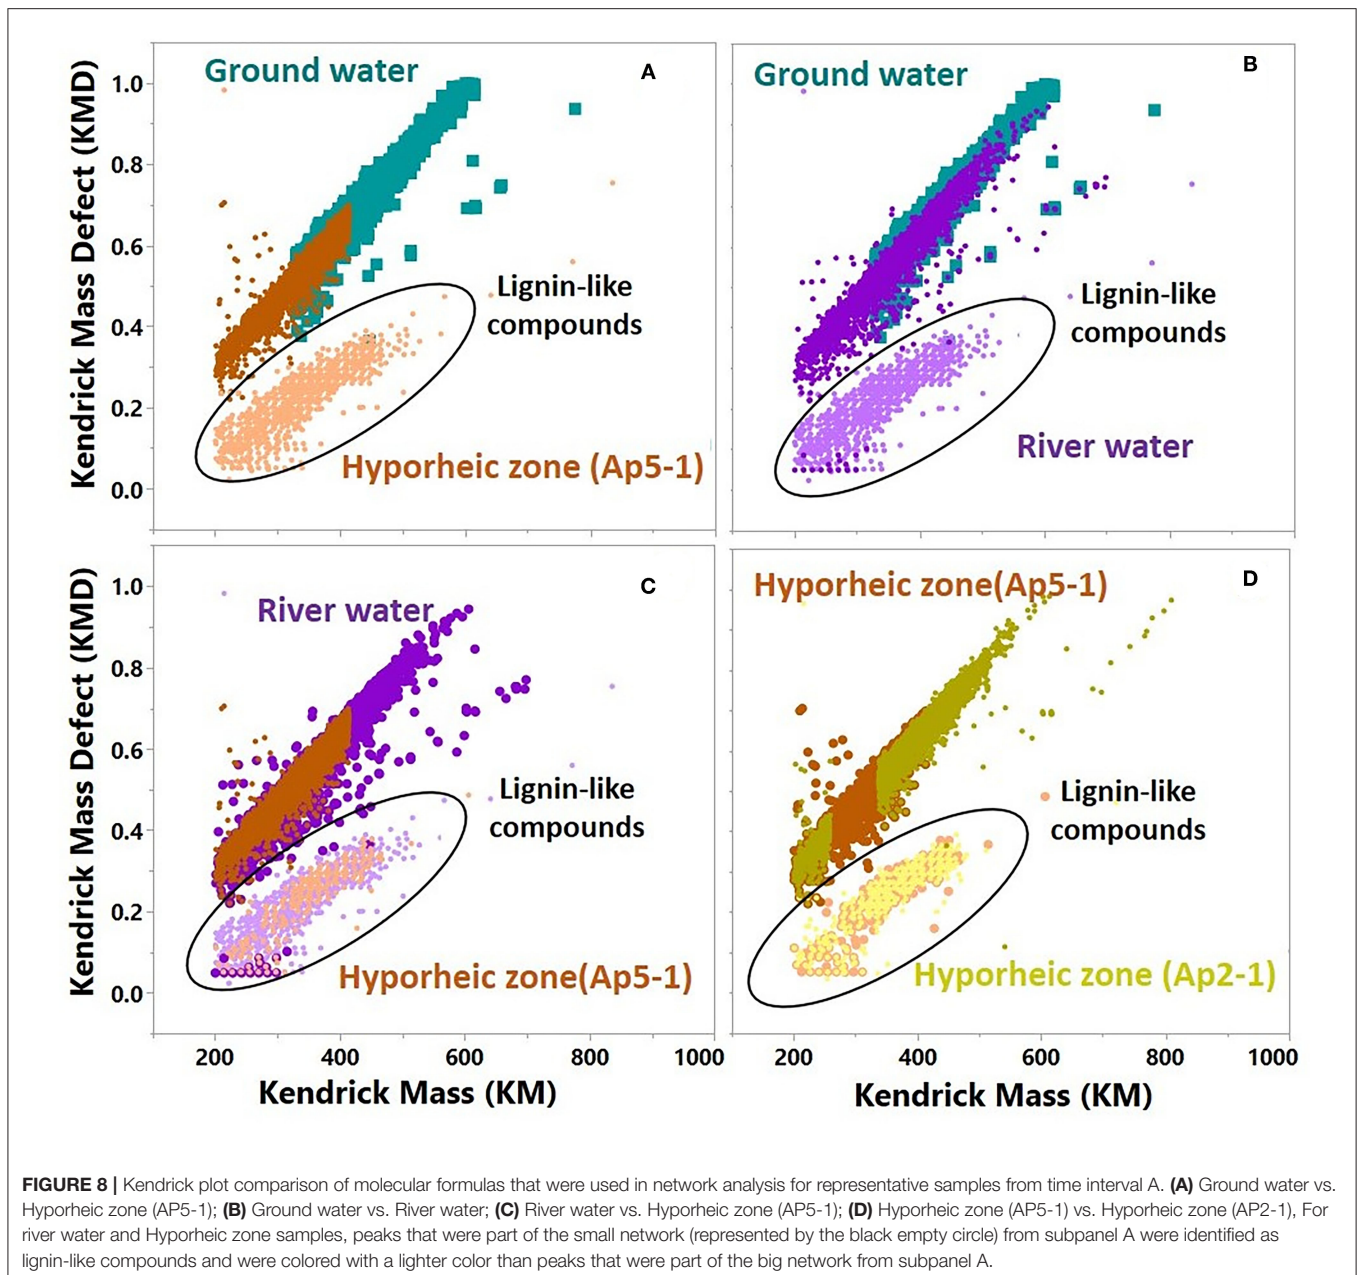 Ground water
A
1.0
0.8
0.6
0.4
0.2
0.0
Kendrick Mass Defect (KMD)
Lignin-like
compounds
Hyporheic zone (Ap5-1)
Ground water
B
Lignin-like
compounds
River water
River water
C
1.0
0.8
0.6
0.4
0.2
0.0
Kendrick Mass Defect (KMD)
Lignin-like
compounds
Hyporheic zone(Ap5-1)
200 400 600 800 1000
Kendrick Mass (KM)
Hyporheic zone(Ap5-1)
D
Lignin-like
compounds
Hyporheic zone (Ap2-1)
200 400 600 800 1000
Kendrick Mass (KM)
FIGURE 8 | Kendrick plot comparison of molecular formulas that were used in network analysis for representative samples from time interval A. (A) Ground water vs.
Hyporheic zone (AP5-1); (B) Ground water vs. River water; (C) River water vs. Hyporheic zone (AP5-1); (D) Hyporheic zone (AP5-1) vs. Hyporheic zone (AP2-1), For
river water and Hyporheic zone samples, peaks that were part of the small network (represented by the black empty circle) from subpanel A were identified as
lignin-like compounds and were colored with a lighter color than peaks that were part of the big network from subpanel A.